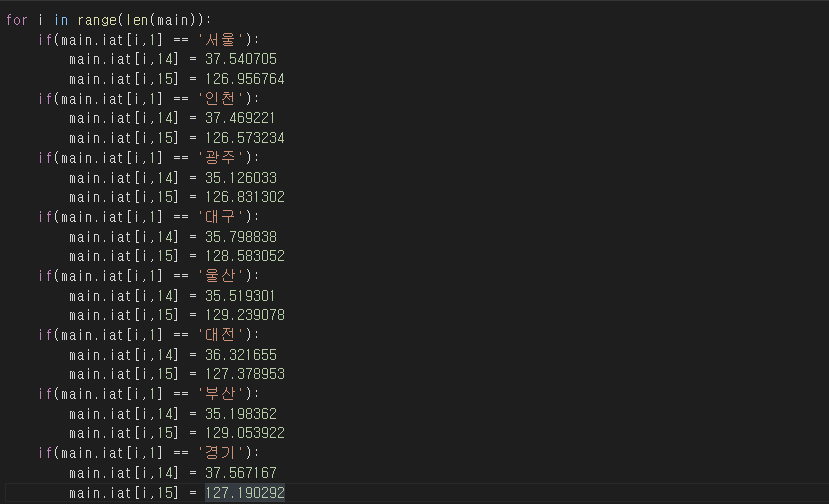 for i in range(len(main)):
    if(main.iat[i,1] == '서울'):
        main.iat[i,14] = 37.540705
        main.iat[i,15] = 126.956764
    if(main.iat[i,1] == '인천'):
        main.iat[i,14] = 37.469221
        main.iat[i,15] = 126.573234
    if(main.iat[i,1] == '광주'):
        main.iat[i,14] = 35.126033
        main.iat[i,15] = 126.831302
    if(main.iat[i,1] == '대구'):
        main.iat[i,14] = 35.798838
        main.iat[i,15] = 128.583052
    if(main.iat[i,1] == '울산'):
        main.iat[i,14] = 35.519301
        main.iat[i,15] = 129.239078
    if(main.iat[i,1] == '대전'):
        main.iat[i,14] = 36.321655
        main.iat[i,15] = 127.378953
    if(main.iat[i,1] == '부산'):
        main.iat[i,14] = 35.198362
        main.iat[i,15] = 129.053922
    if(main.iat[i,1] == '경기'):
        main.iat[i,14] = 37.567167
        main.iat[i,15] = 127.190292